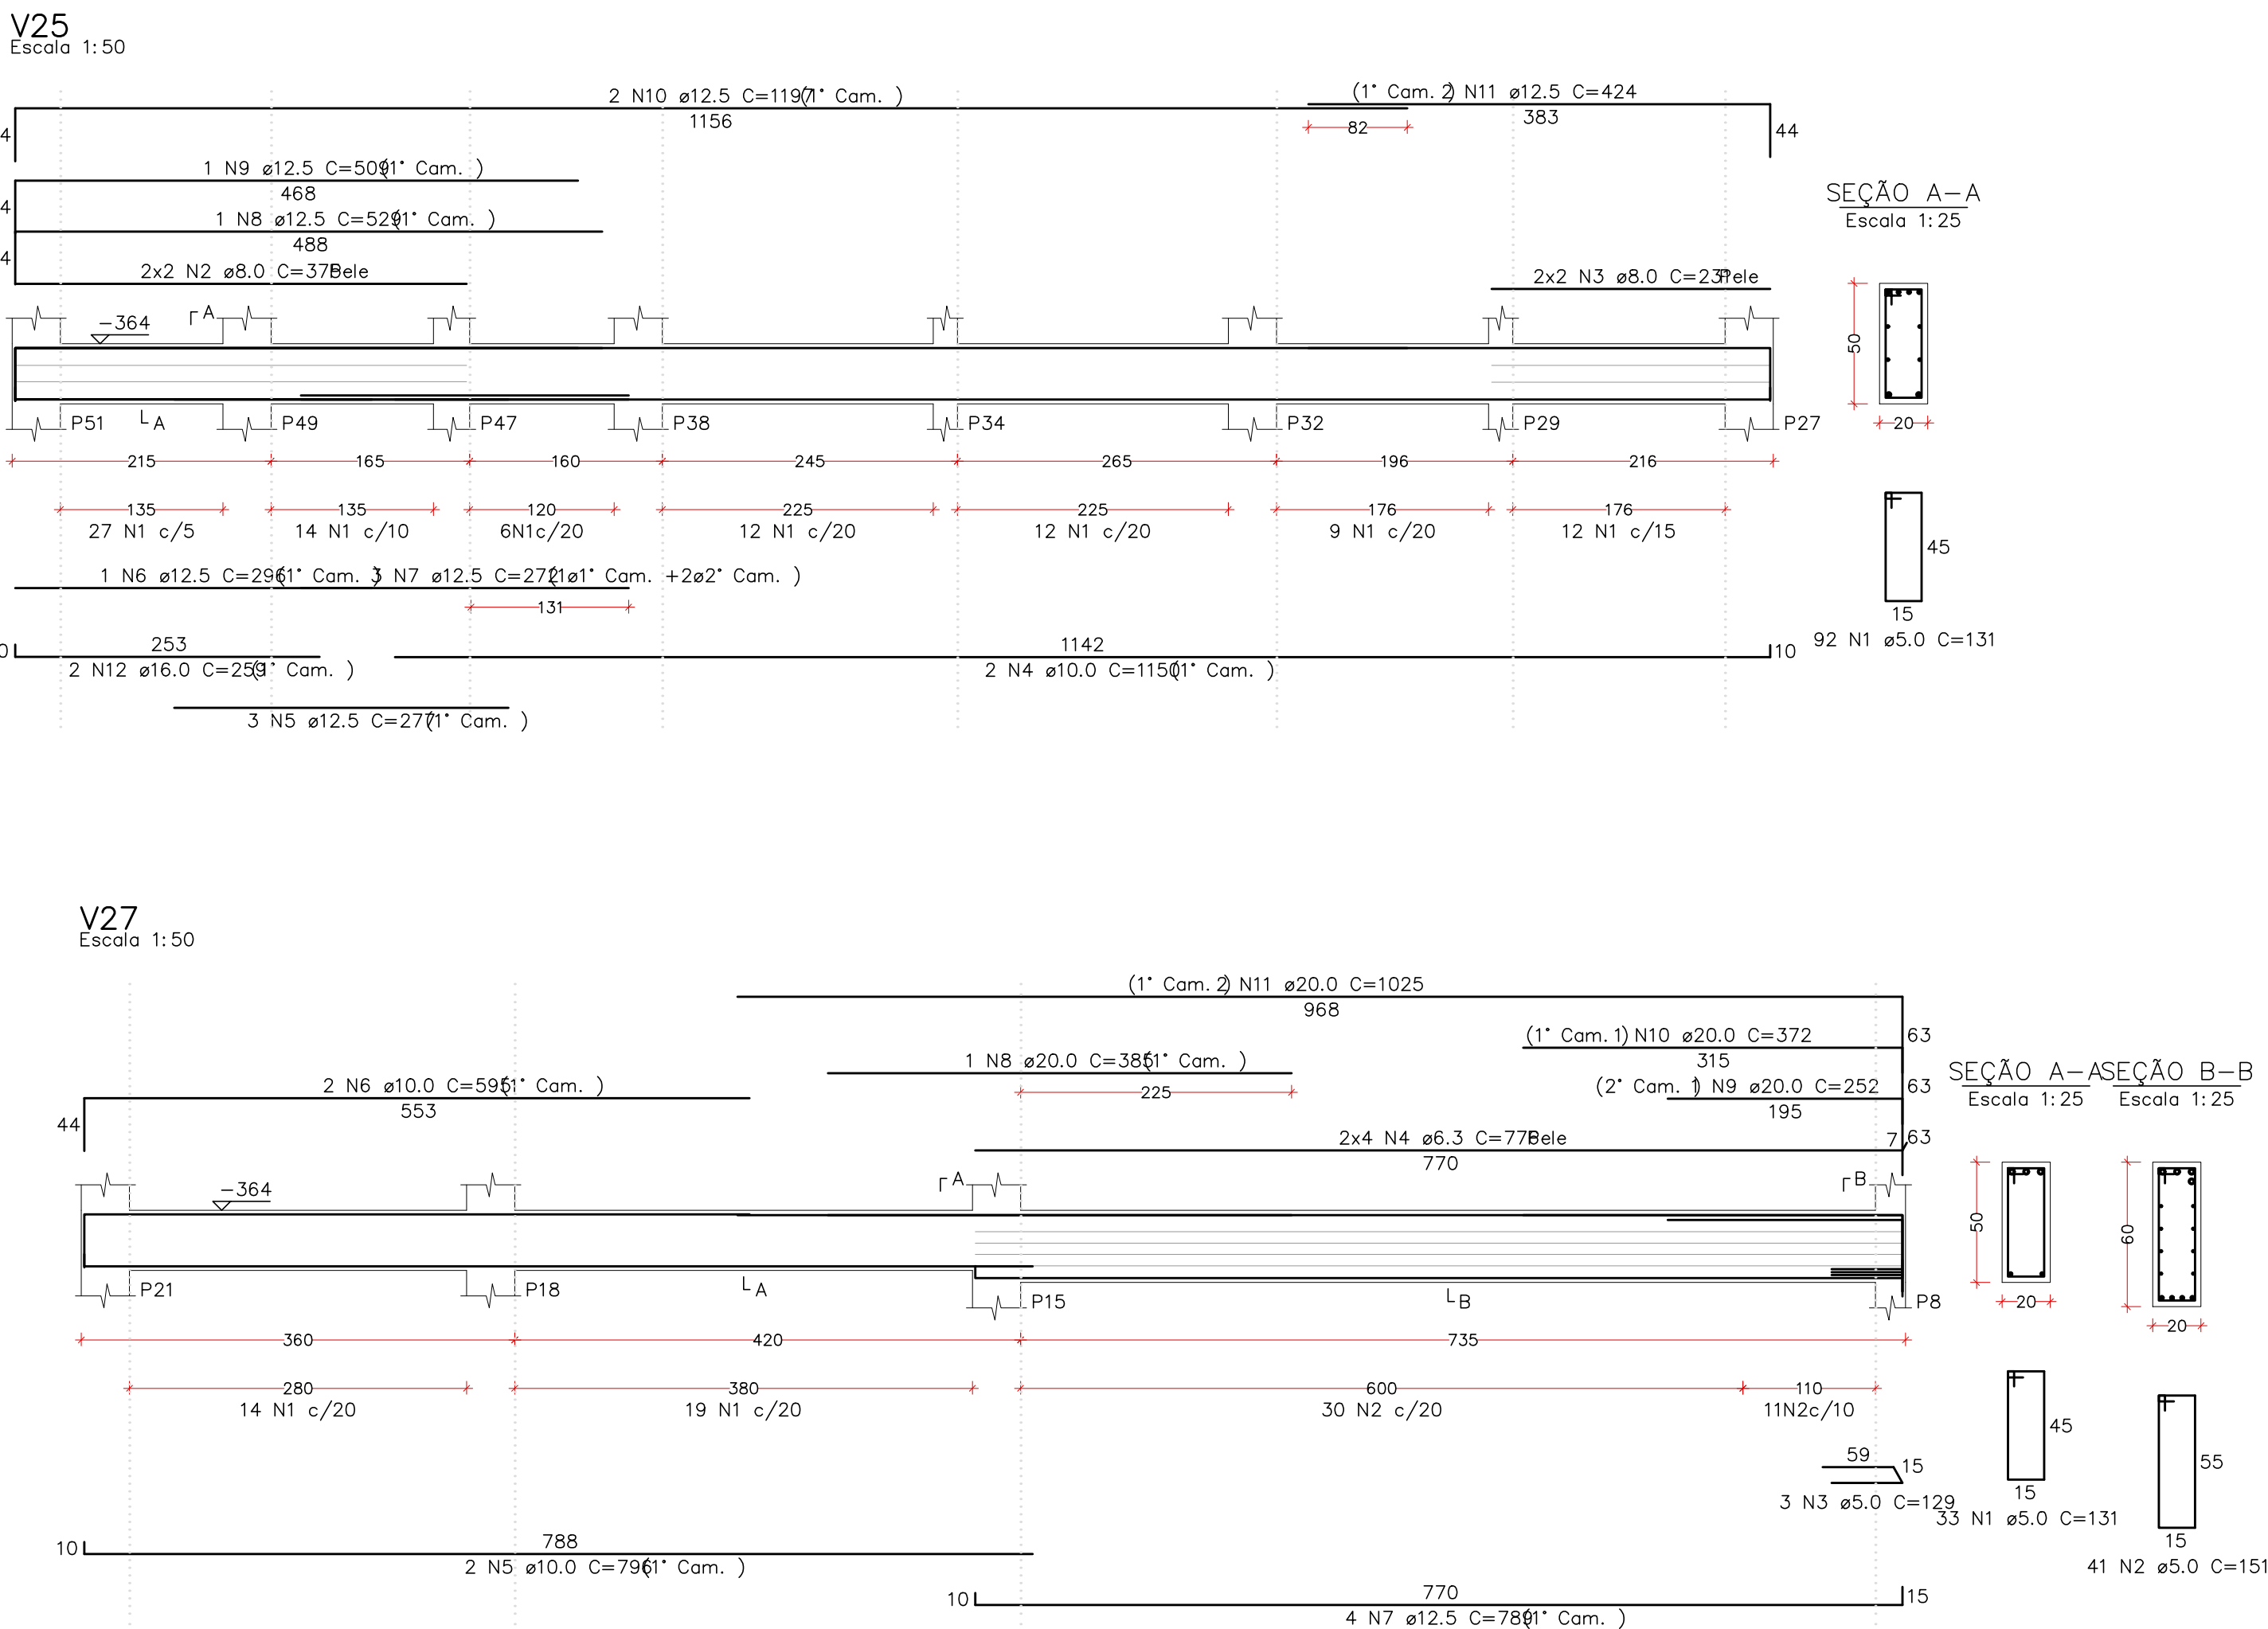 V25
Escala 1:50
2 N10 ø12.5 C=1197 (1° Cam. )
1156
(1° Cam. ) 2 N11 ø12.5 C=424
383
82
44
4
1 N9 ø12.5 C=509 (1° Cam. )
468
4
1 N8 ø12.5 C=529 (1° Cam. )
488
4
2x2 N2 ø8.0 C=375 Pele
2x2 N3 ø8.0 C=231 Pele
SEÇÃO A-A
Escala 1:25
50
20
-364
A
A
P51
P49
P47
P38
P34
P32
P29
P27
215 165 160 245 265 196 216
135 135 120 225 225 176 176
27 N1 c/5
14 N1 c/10
6N1c/20
12 N1 c/20
12 N1 c/20
9 N1 c/20
12 N1 c/15
45
15
92 N1 ø5.0 C=131
1 N6 ø12.5 C=296 (1° Cam. )
3 N7 ø12.5 C=272 (1ø1° Cam. +2ø2° Cam. )
131
0
253
2 N12 ø16.0 C=259 (1° Cam. )
1142
10
2 N4 ø10.0 C=1150 (1° Cam. )
3 N5 ø12.5 C=277 (1° Cam. )
V27
Escala 1:50
(1° Cam. ) 2 N11 ø20.0 C=1025
968
63
(1° Cam. ) 1 N10 ø20.0 C=372
315
63
1 N8 ø20.0 C=385 (1° Cam. )
225
2 N6 ø10.0 C=595 (1° Cam. )
553
44
(2° Cam. ) 1 N9 ø20.0 C=252
195
63
2x4 N4 ø6.3 C=776 Pele
770
7
SEÇÃO A-A
Escala 1:25
SEÇÃO B-B
Escala 1:25
50
20
60
20
-364
A
B
A
B
P21
P18
P15
P8
360 420 735
280 380 600 110
14 N1 c/20
19 N1 c/20
30 N2 c/20
11N2c/10
59
15
3 N3 ø5.0 C=129
45
15
33 N1 ø5.0 C=131
55
15
41 N2 ø5.0 C=151
10
788
2 N5 ø10.0 C=796 (1° Cam. )
10
770
15
4 N7 ø12.5 C=789 (1° Cam. )